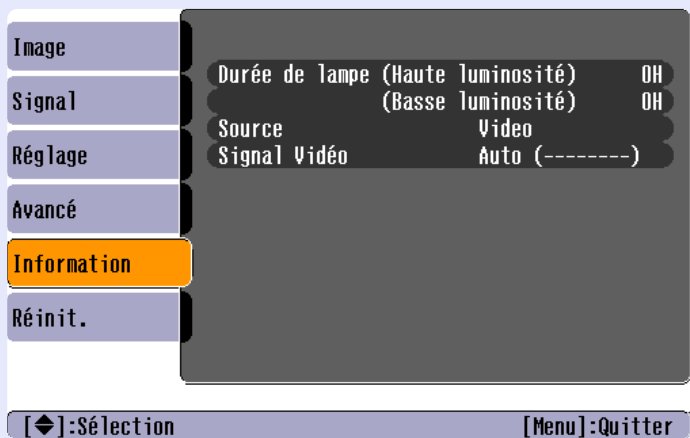 Image
Signal
Réglage
Avancé
Information
Réinit.
Durée de lampe (Haute luminosité) 0H
(Basse luminosité) 0H
Source Video
Signal Vidéo Auto (--------)
[◆]:Sélection [Menu]:Quitter